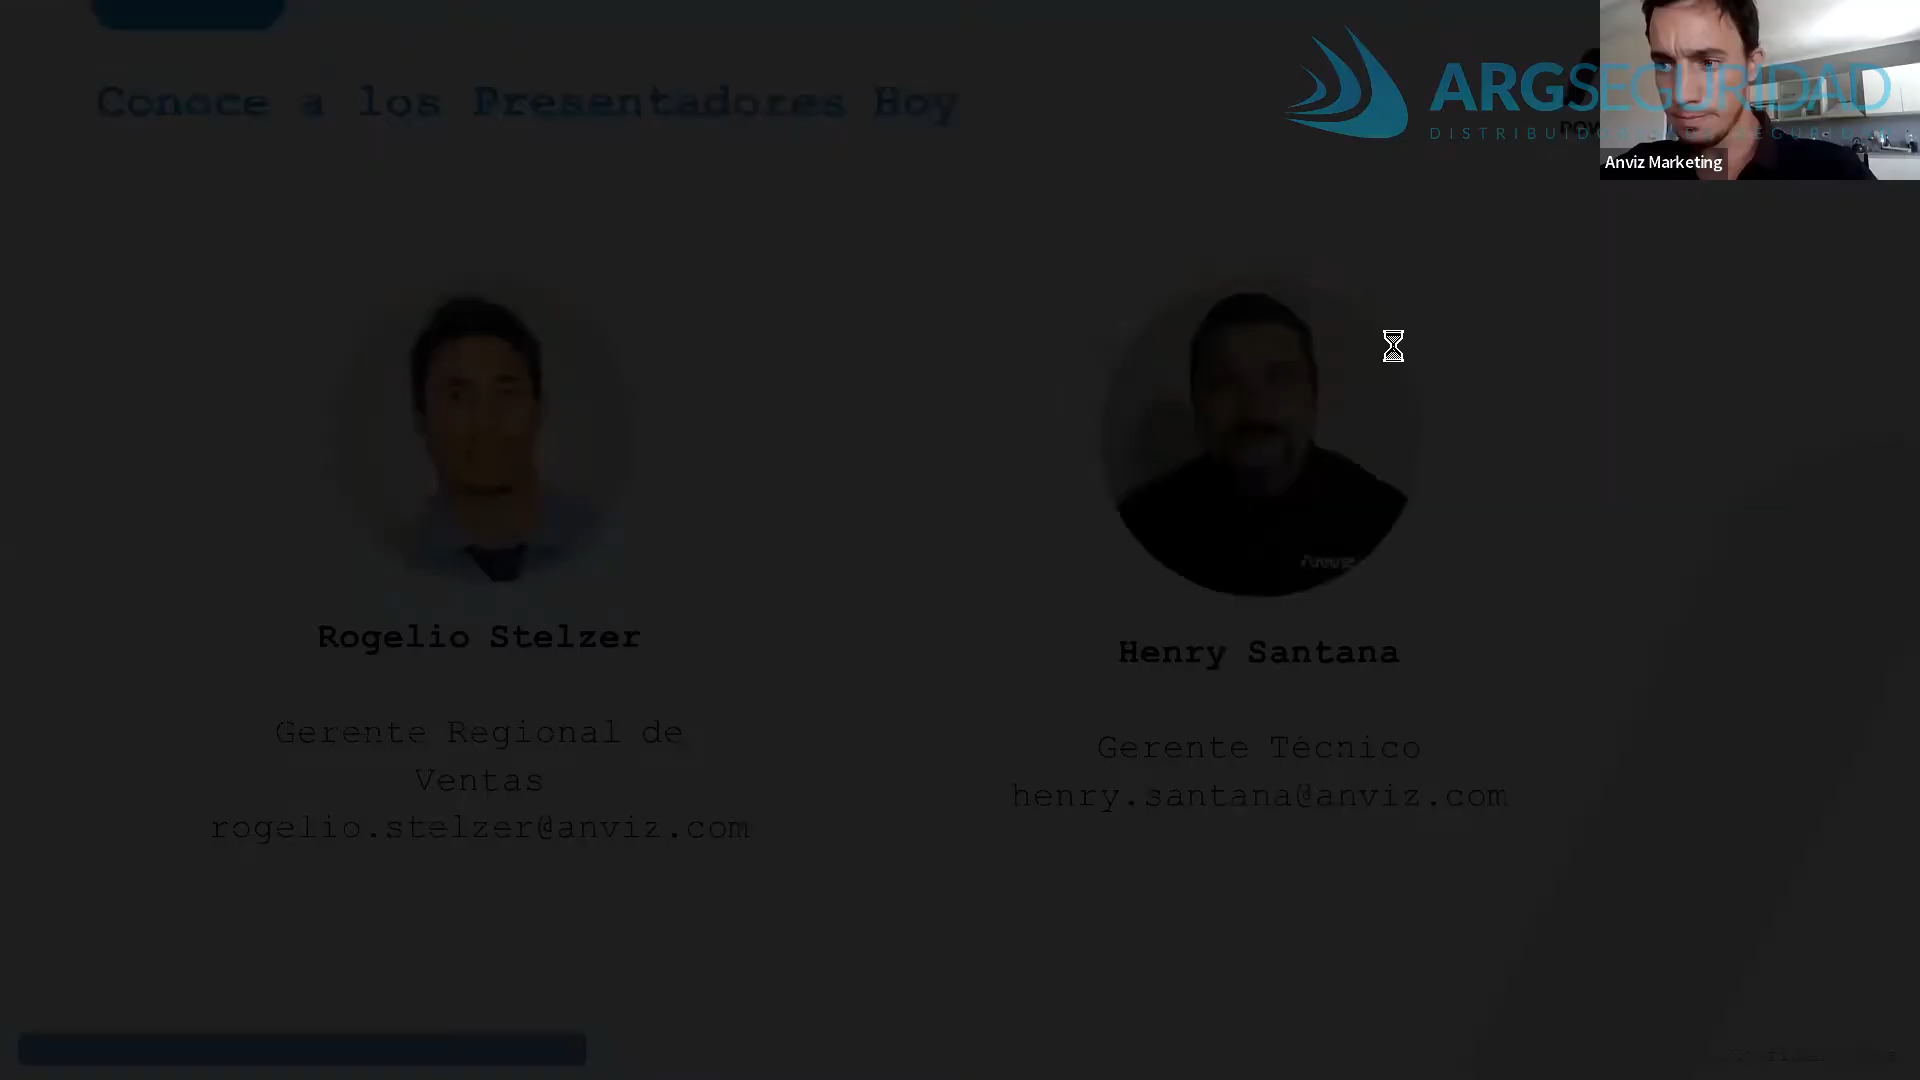 Conoce a los Presentadores Hoy
ARGSEGURIDAD
Anviz Marketing
Rogelio Stelzer
Gerente Regional de
Ventas
rogelio.stelzer@anviz.com
Henry Santana
Gerente Técnico
henry.santana@anviz.com